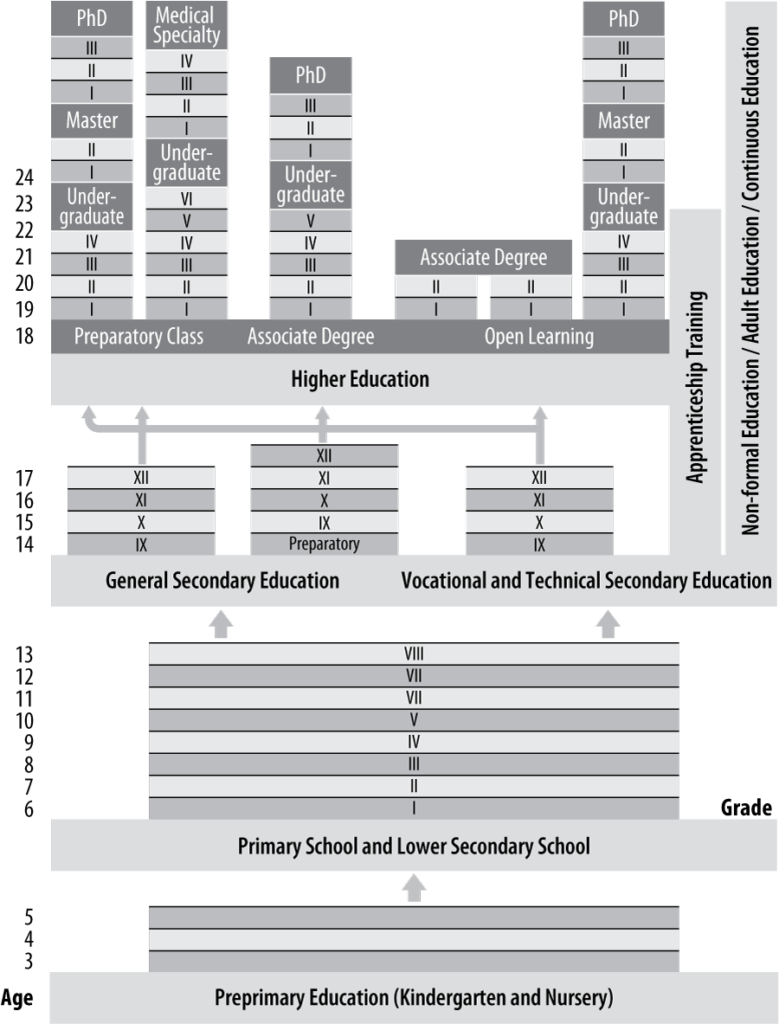 PhD
III
II
I
Master
II
I
Under-
graduate
IV
III
II
I
Medical
Specialty
IV
III
II
I
Under-
graduate
VI
V
IV
III
II
I
PhD
III
II
I
Under-
graduate
V
IV
III
II
I
Associate Degree
II
I
II
I
PhD
III
II
I
Master
II
I
Under-
graduate
IV
III
II
I
24
23
22
21
20
19
18
Preparatory Class
Associate Degree
Open Learning
Higher Education
Apprenticeship Training
Non-formal Education / Adult Education / Continuous Education
17
16
15
14
XII
XI
X
IX
XII
XI
X
IX
Preparatory
XII
XI
X
IX
General Secondary Education
Vocational and Technical Secondary Education
13
12
11
10
9
8
7
6
VIII
VII
VII
V
IV
III
II
I
Grade
Primary School and Lower Secondary School
5
4
3
Age
Preprimary Education (Kindergarten and Nursery)